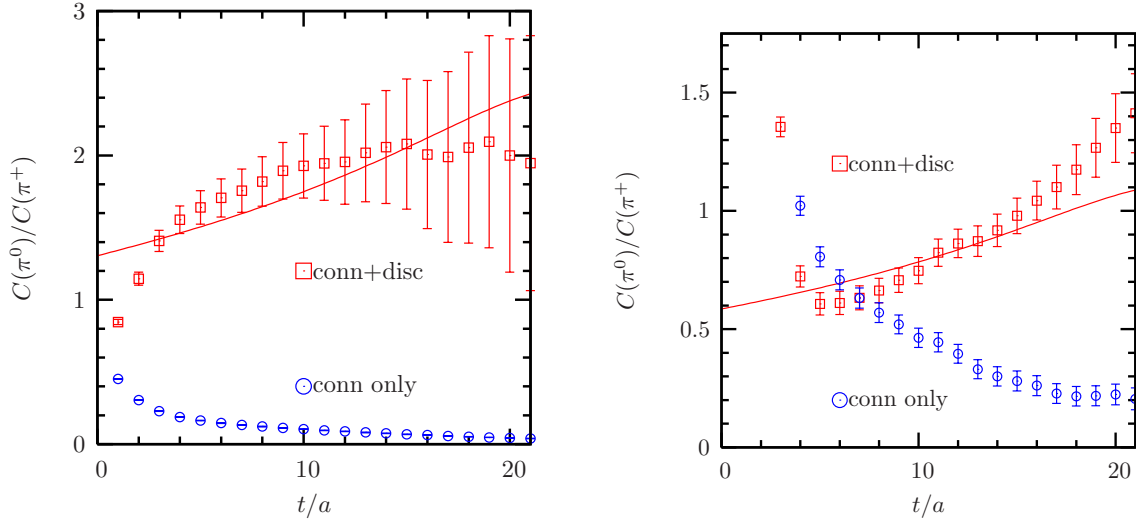 3
2
1
0
0
10
20
C(π⁰)/C(π⁺)
t/a
conn+disc
conn only
1.5
1
0.5
0
0
10
20
C(π⁰)/C(π⁺)
t/a
conn+disc
conn only